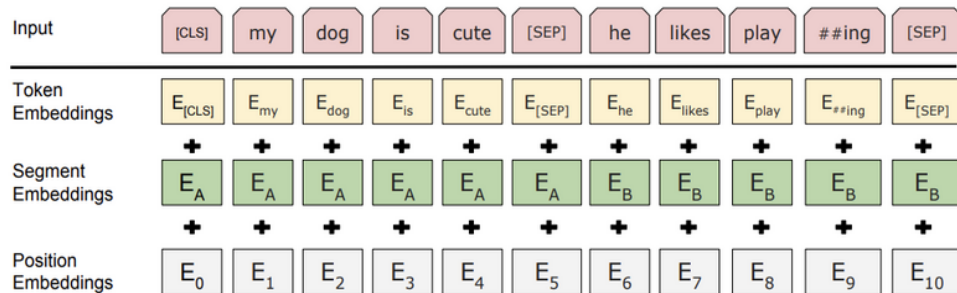 Input [CLS] my dog is cute [SEP] he likes play ##ing [SEP]
Token
Embeddings E[CLS] Emy Edog Eis Ecute E[SEP] Ehe Elikes Eplay E##ing E[SEP]
+ + + + + + + + + + +
Segment
Embeddings EA EA EA EA EA EA EB EB EB EB EB
+ + + + + + + + + + +
Position
Embeddings E0 E1 E2 E3 E4 E5 E6 E7 E8 E9 E10